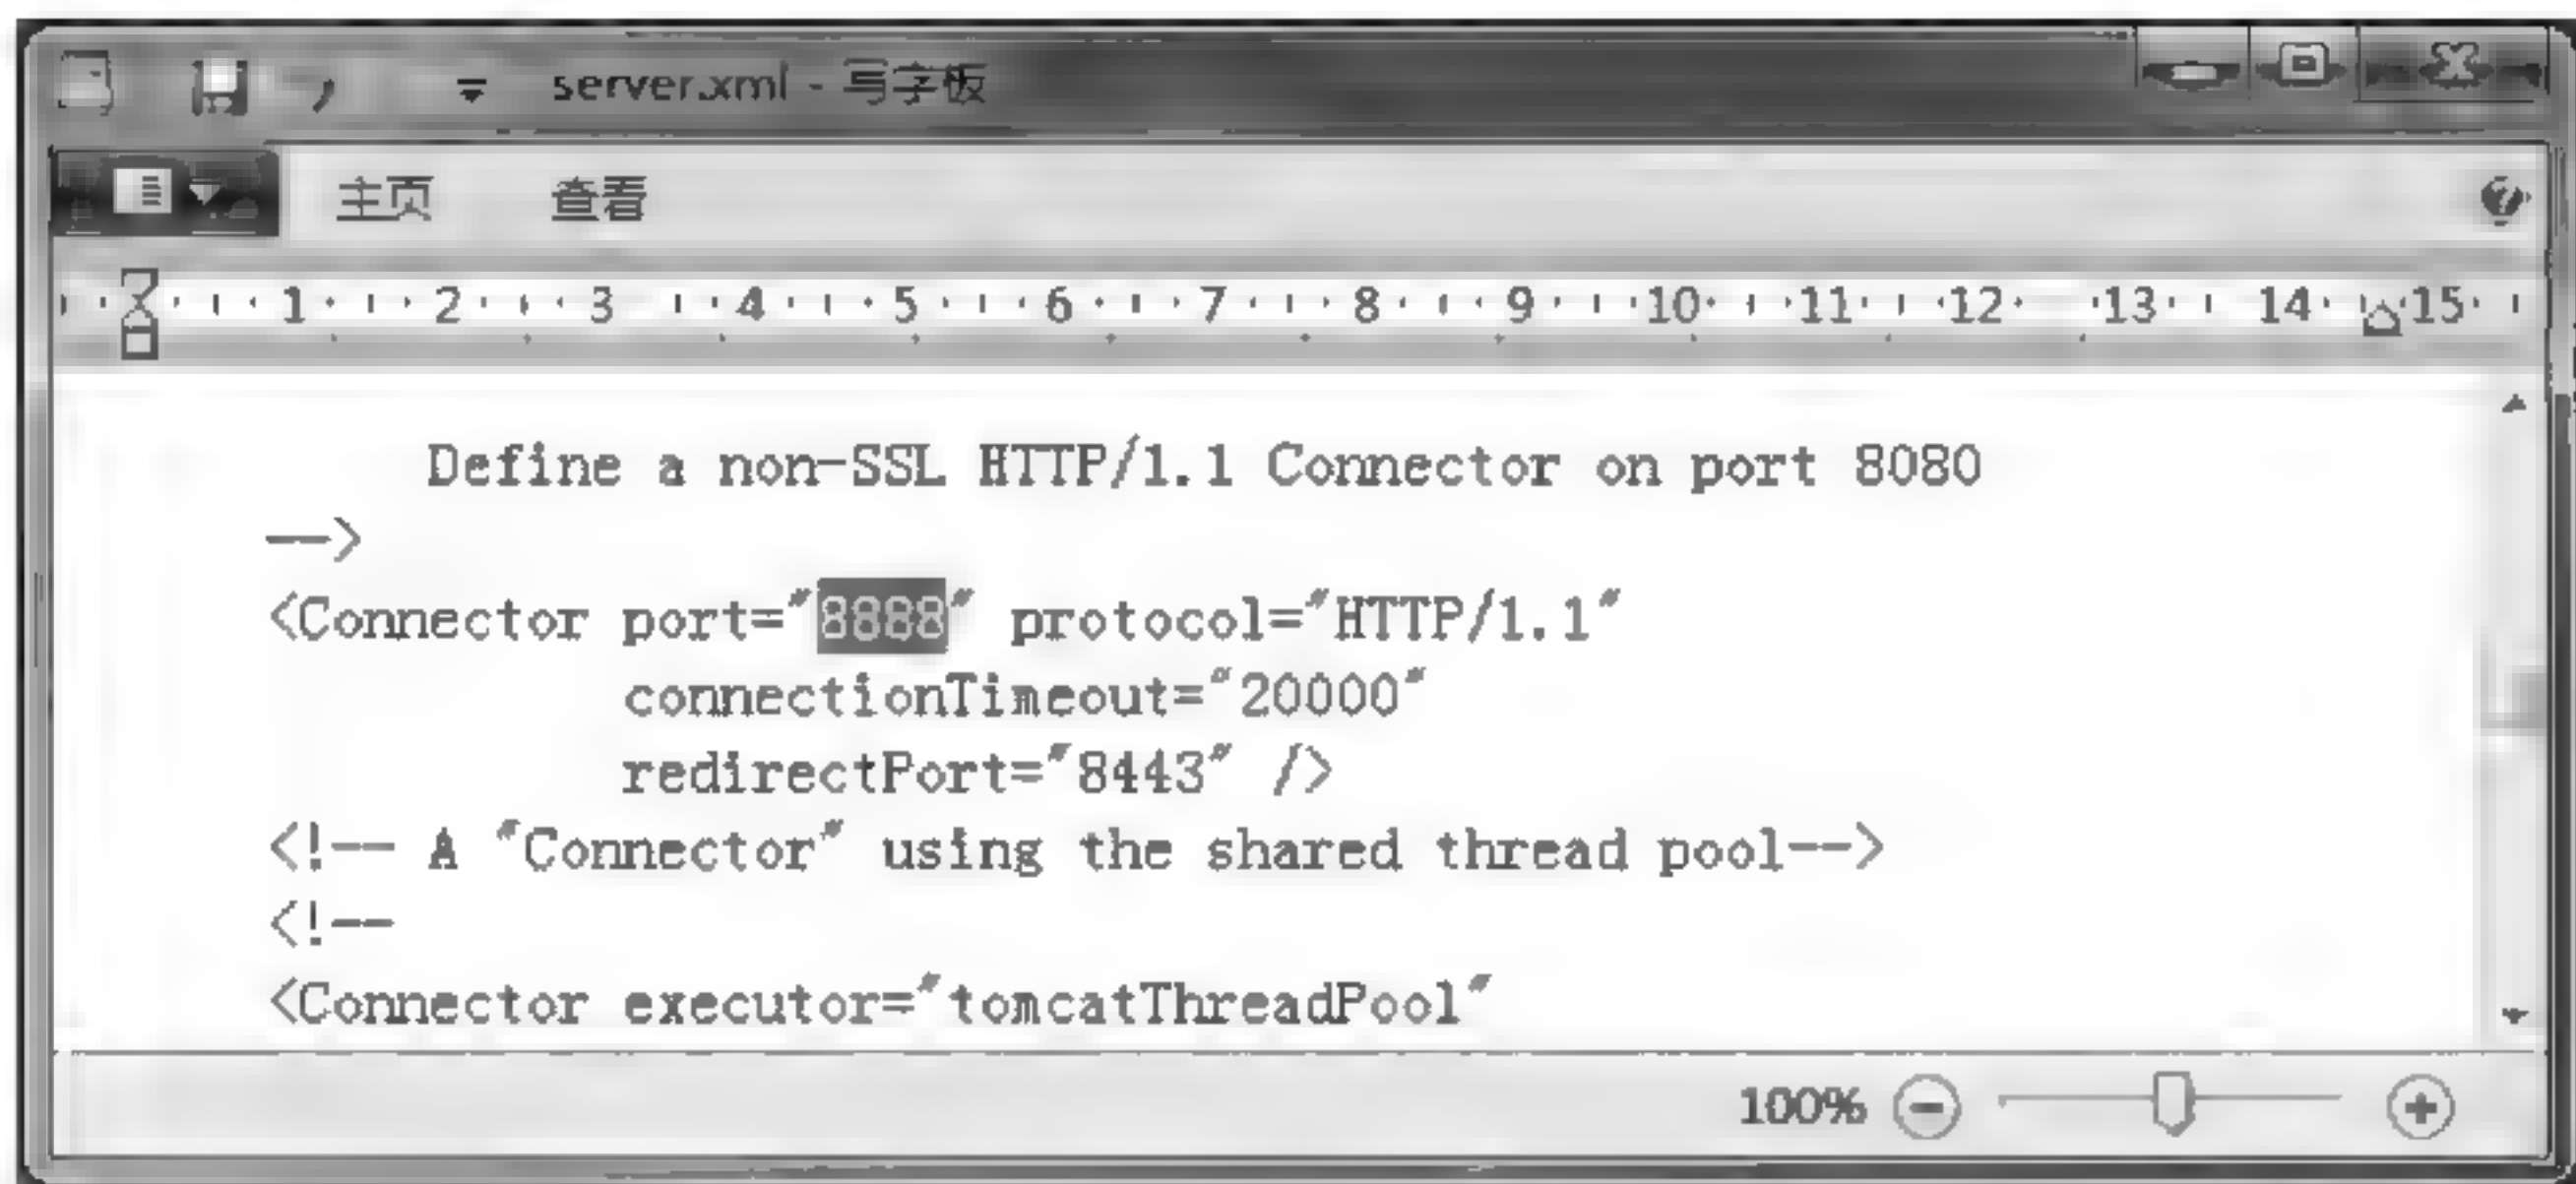 server.xml - 写字板
主页 查看
1 2 3 4 5 6 7 8 9 10 11 12 13 14 15
Define a non-SSL HTTP/1.1 Connector on port 8080
-->
<Connector port="8888" protocol="HTTP/1.1"
connectionTimeout="20000"
redirectPort="8443" />
<!-- A "Connector" using the shared thread pool-->
<!--
<Connector executor="tomcatThreadPool"
100%